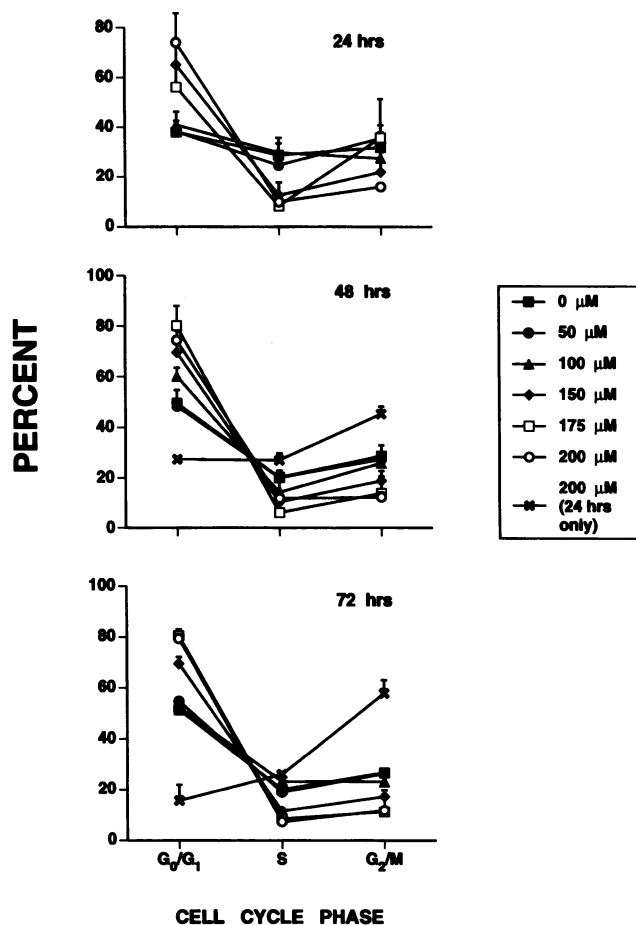 24 hrs
80
60
40
20
0
48 hrs
100
80
60
40
20
0
72 hrs
100
80
60
40
20
0
G₀/G₁ S G₂/M
PERCENT
CELL CYCLE PHASE
0 μM
50 μM
100 μM
150 μM
175 μM
200 μM
200 μM
(24 hrs
only)